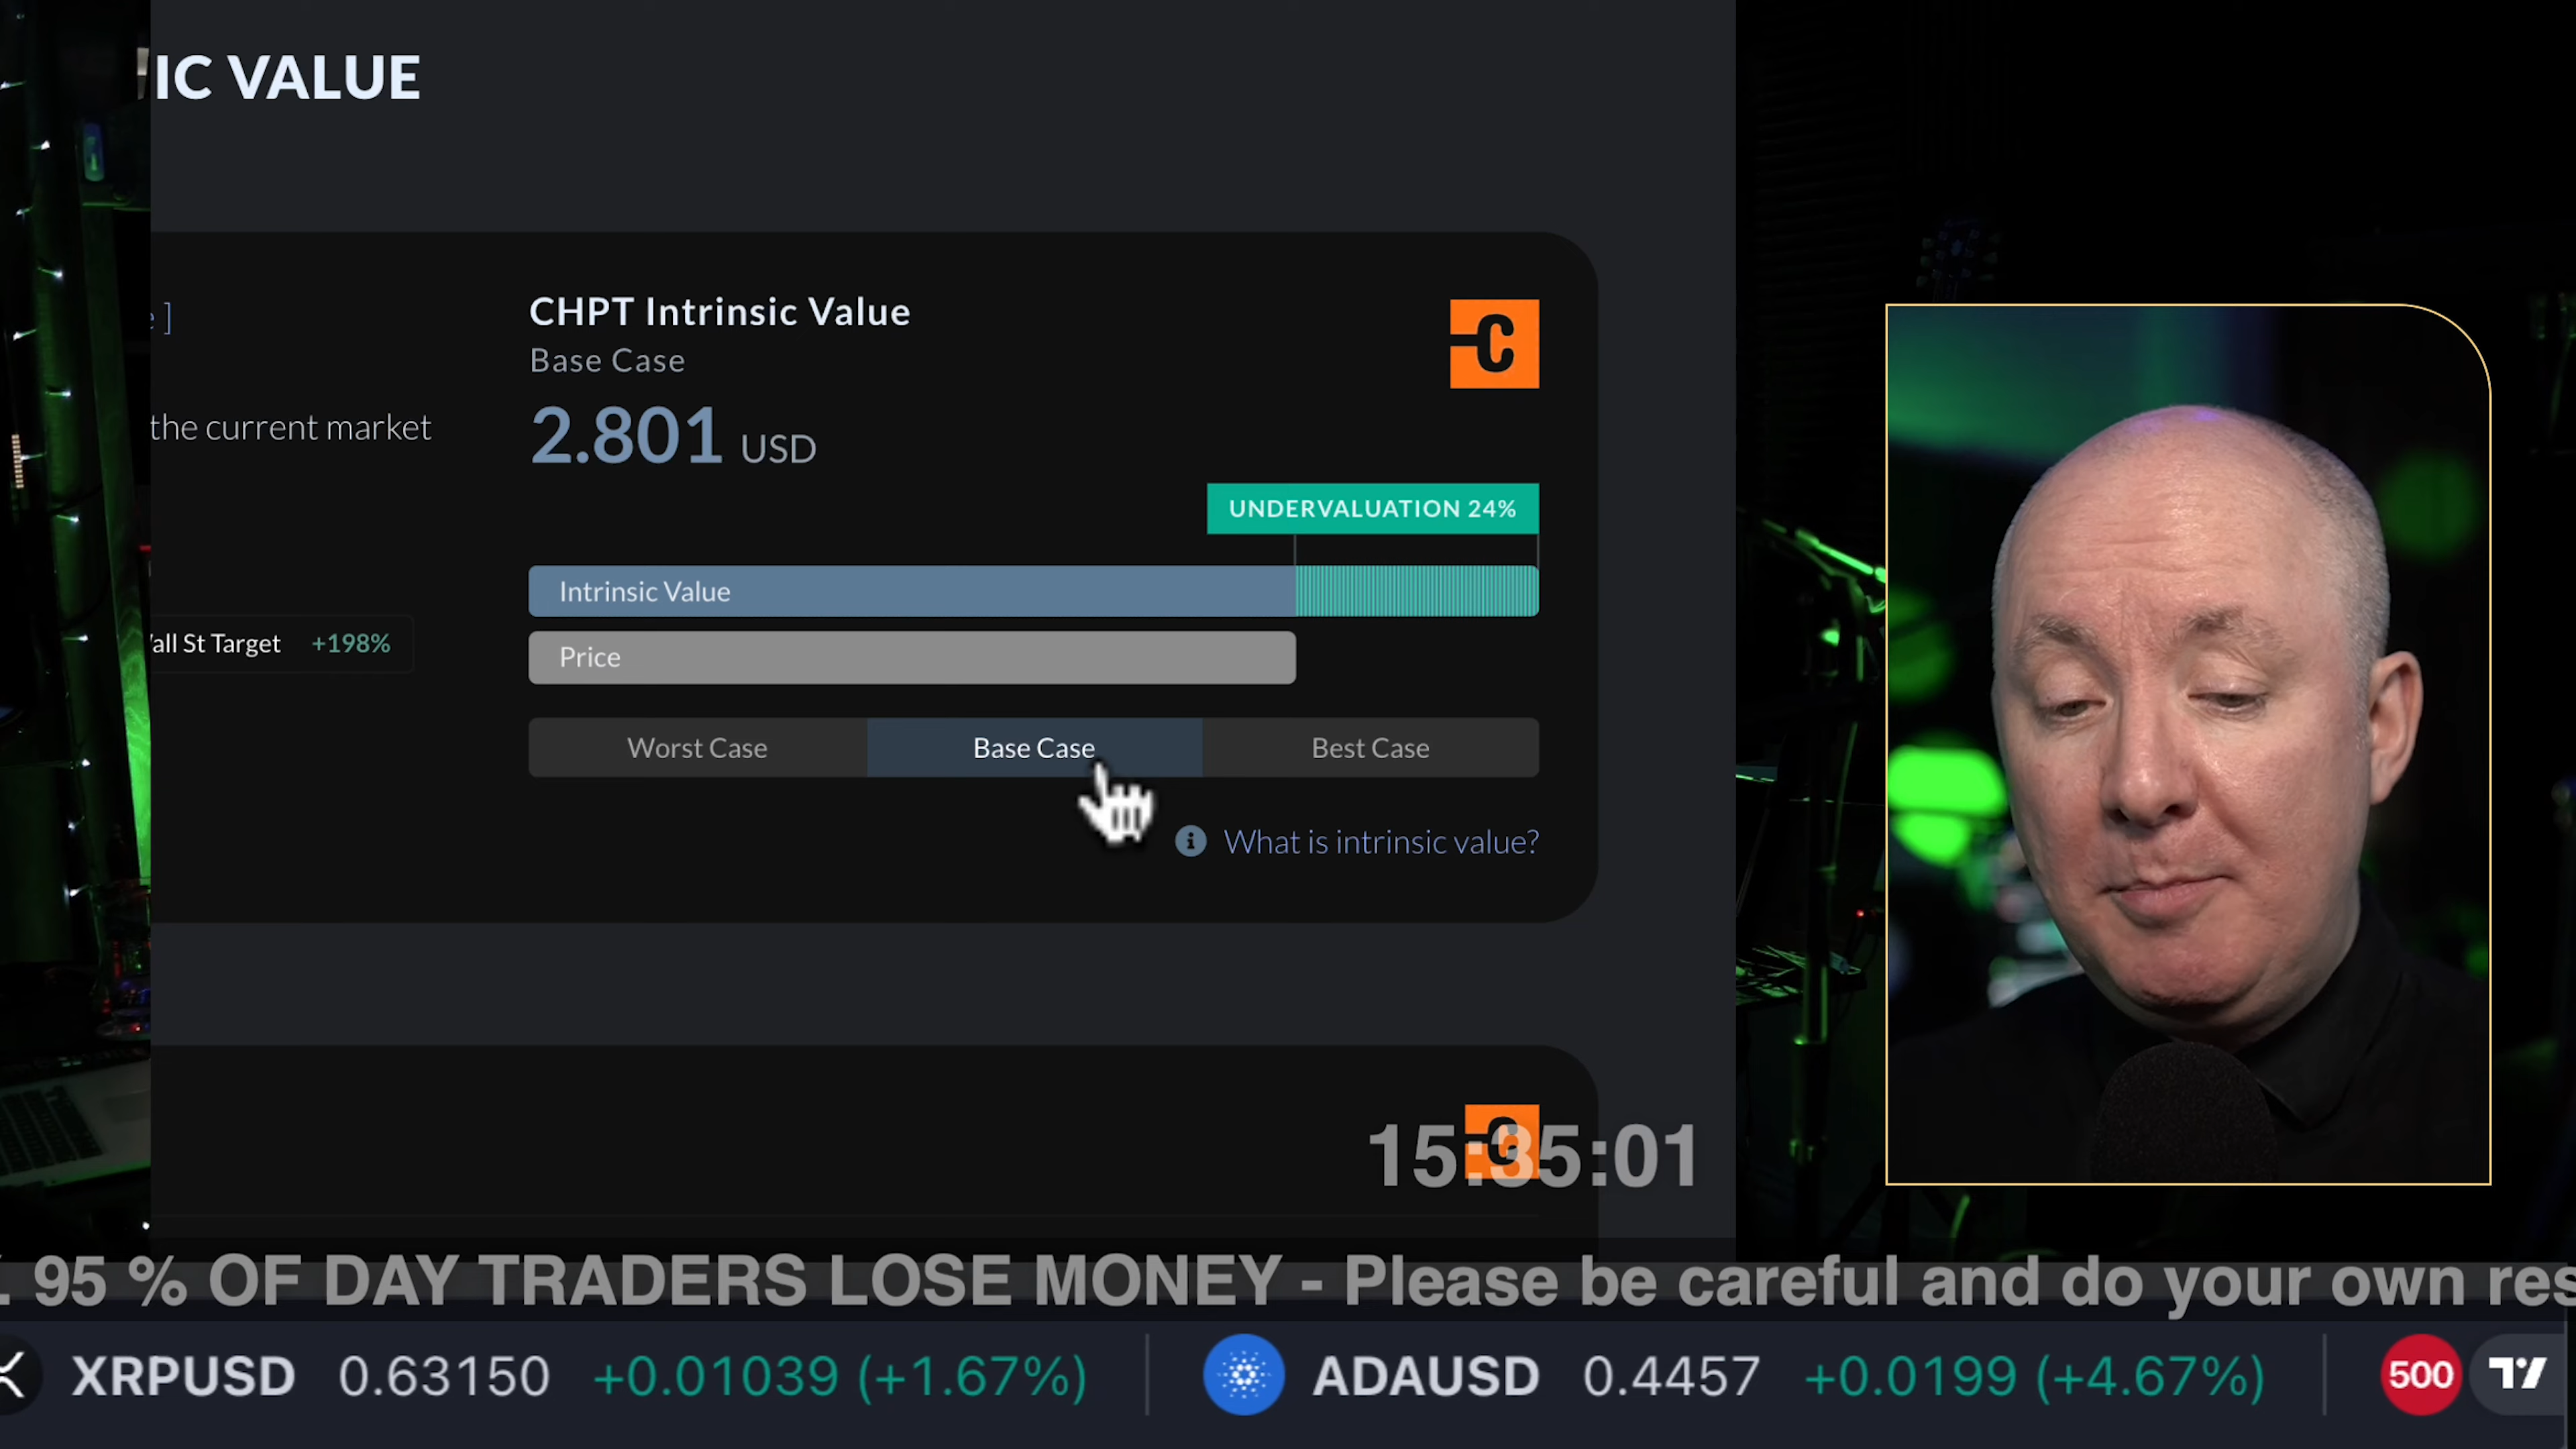 IC VALUE
e ]
the current market
all St Target +198%
CHPT Intrinsic Value
Base Case
2.801 USD
UNDERVALUATION 24%
Intrinsic Value
Price
Worst Case Base Case Best Case
What is intrinsic value?
15:35:01
95 % OF DAY TRADERS LOSE MONEY - Please be careful and do your own res
XRPUSD 0.63150 +0.01039 (+1.67%) ADAUSD 0.4457 +0.0199 (+4.67%) 500